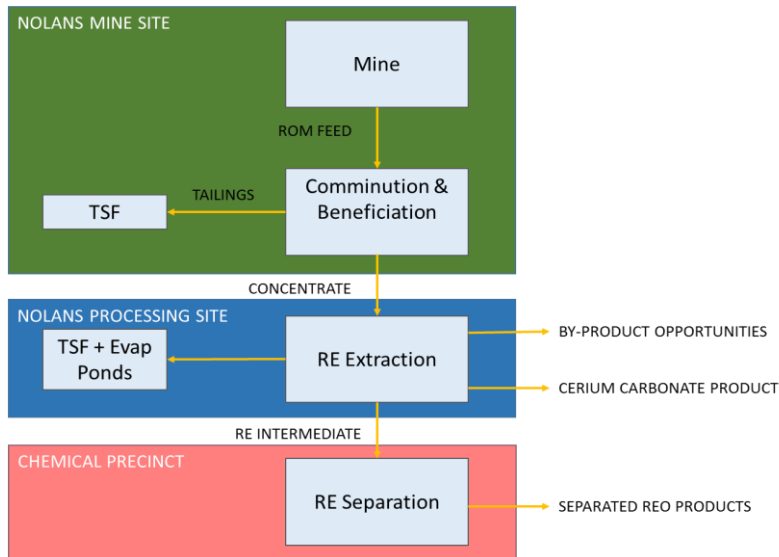 NOLANS MINE SITE
Mine
ROM FEED
Comminution &
Beneficiation
TAILINGS
TSF
CONCENTRATE
NOLANS PROCESSING SITE
TSF + Evap
Ponds
RE Extraction
BY-PRODUCT OPPORTUNITIES
CERIUM CARBONATE PRODUCT
RE INTERMEDIATE
CHEMICAL PRECINCT
RE Separation
SEPARATED REO PRODUCTS